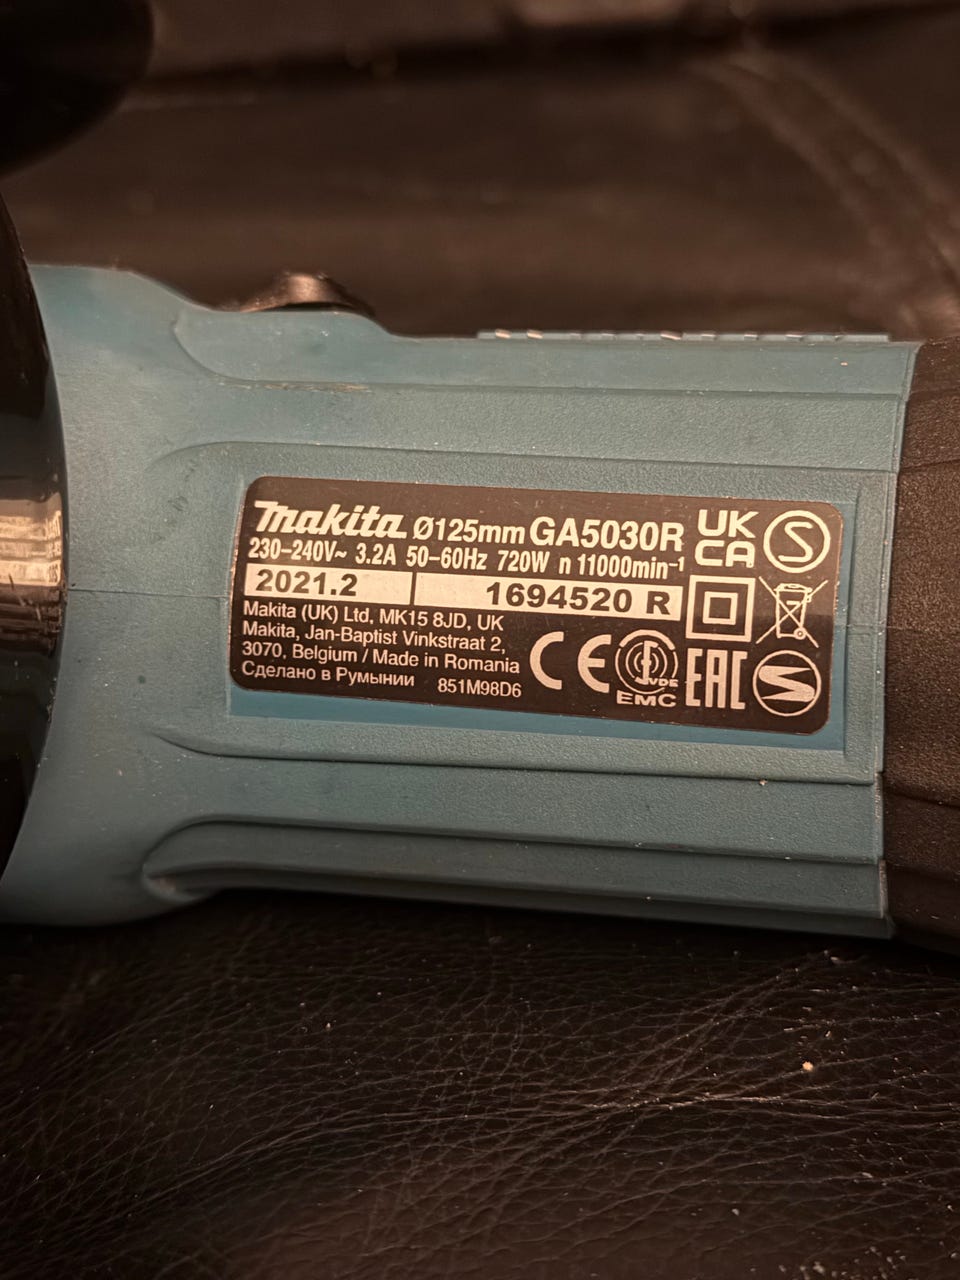 makita Ø125mm GA5030R
230-240V~ 3.2A 50-60Hz 720W n 11000min⁻¹
2021.2 1694520 R
Makita (UK) Ltd, MK15 8JD, UK
Makita, Jan-Baptist Vinkstraat 2,
3070, Belgium / Made in Romania
Сделано в Румынии 851M98D6
UK
CA
S
CE
VDE
EMC
EAC